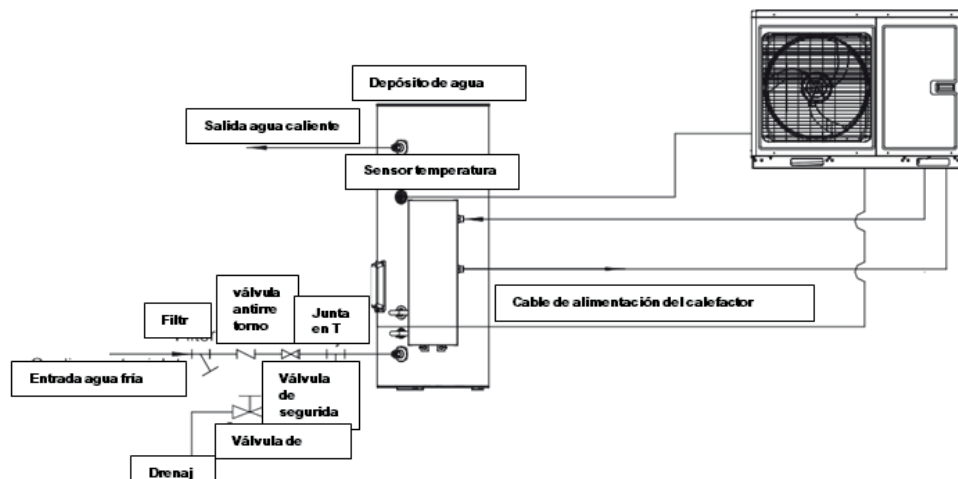 Depósito de agua
Salida agua caliente
Sensor temperatura
Cable de alimentación del calefactor
válvula
antirre
torno
Junta
en T
Filtr
Entrada agua fría
Válvula
de
segurida
Válvula de
Drenaj